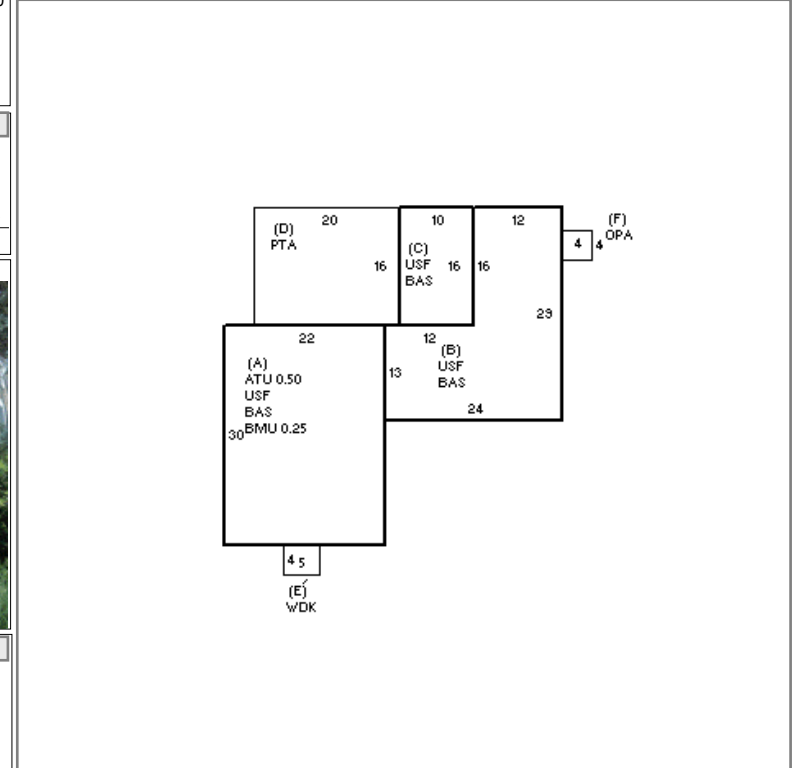 20
10
12
(F)
OPA
(D)
PTA
4
4
(C)
USF
BAS
16
16
16
29
22
12
(A)
ATU 0.50
USF
BAS
BMU 0.25
(B)
USF
BAS
13
24
30
4
5
(E)
WDK